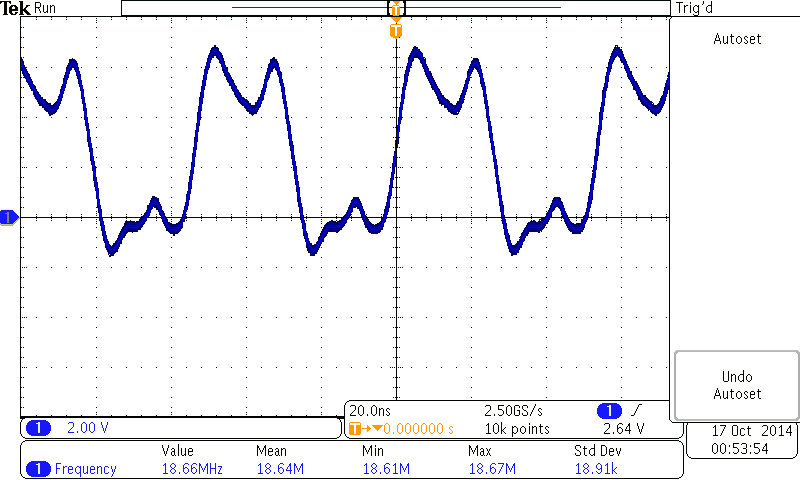 Tek Run Trig'd
T
T
Autoset
1
Undo
Autoset
20.0ns 2.50GS/s 1
T 0.000000 s 10k points 2.64 V
1 2.00 V
17 Oct 2014
00:53:54
Value Mean Min Max Std Dev
1 Frequency 18.66MHz 18.64M 18.61M 18.67M 18.91k